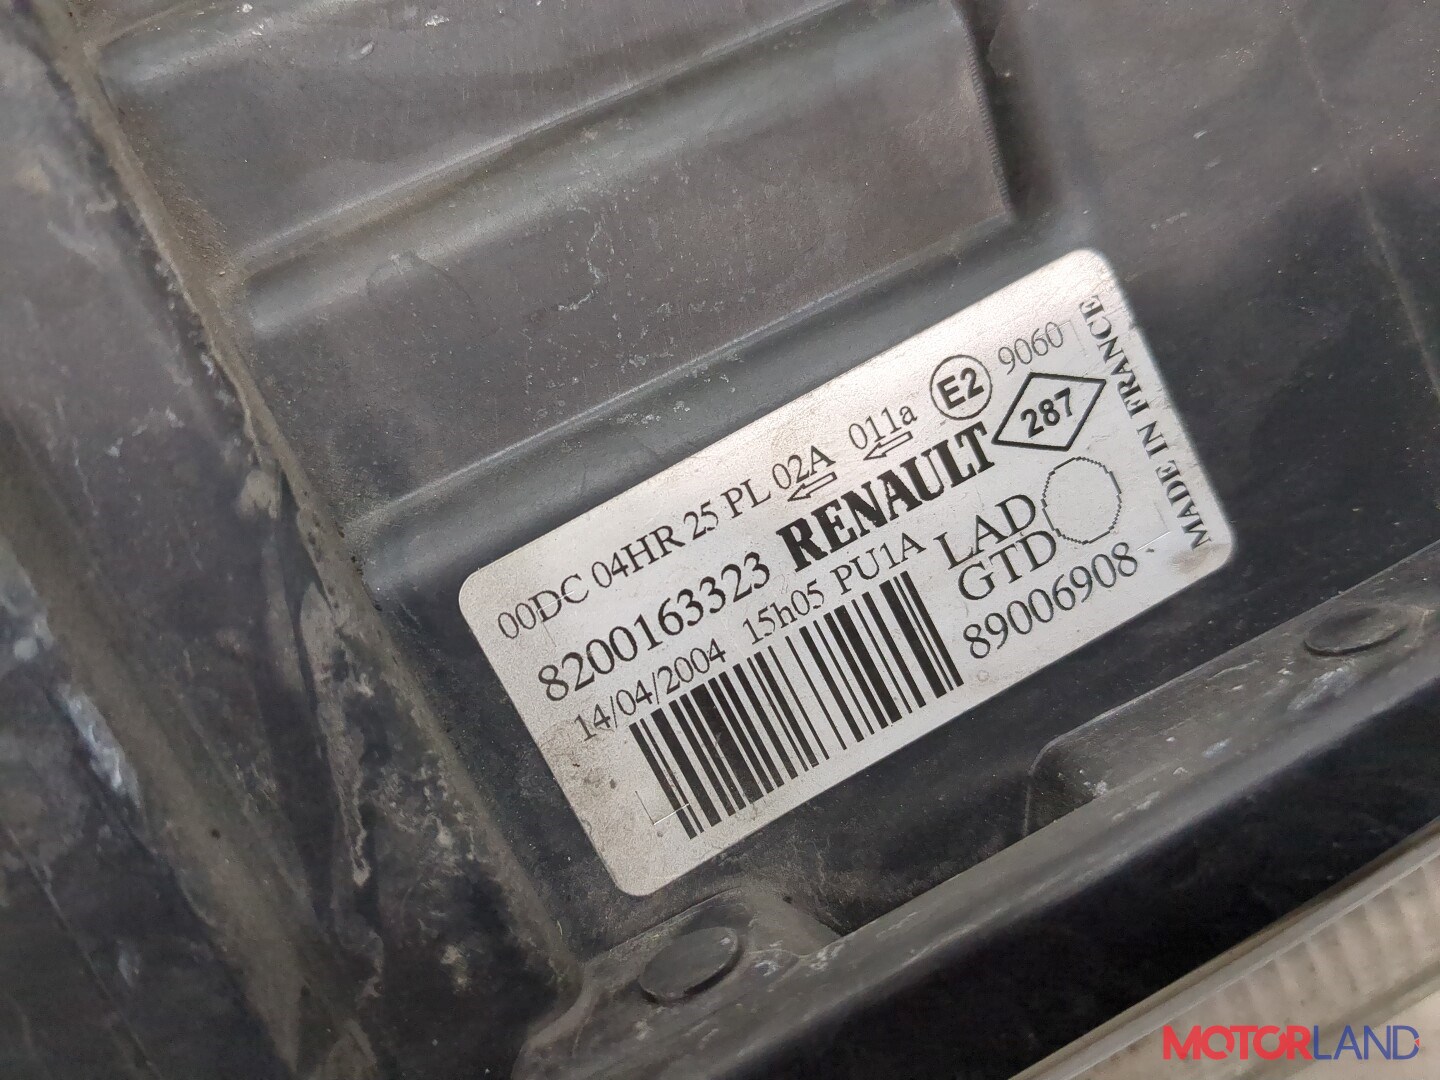 00DC 04HR 25 PL 02A 011a E2 9060
8200163323 RENAULT 287
14/04/2004 15h05 PU1A LAD
GTD
89006908
MADE IN FRANCE
MOTORLAND